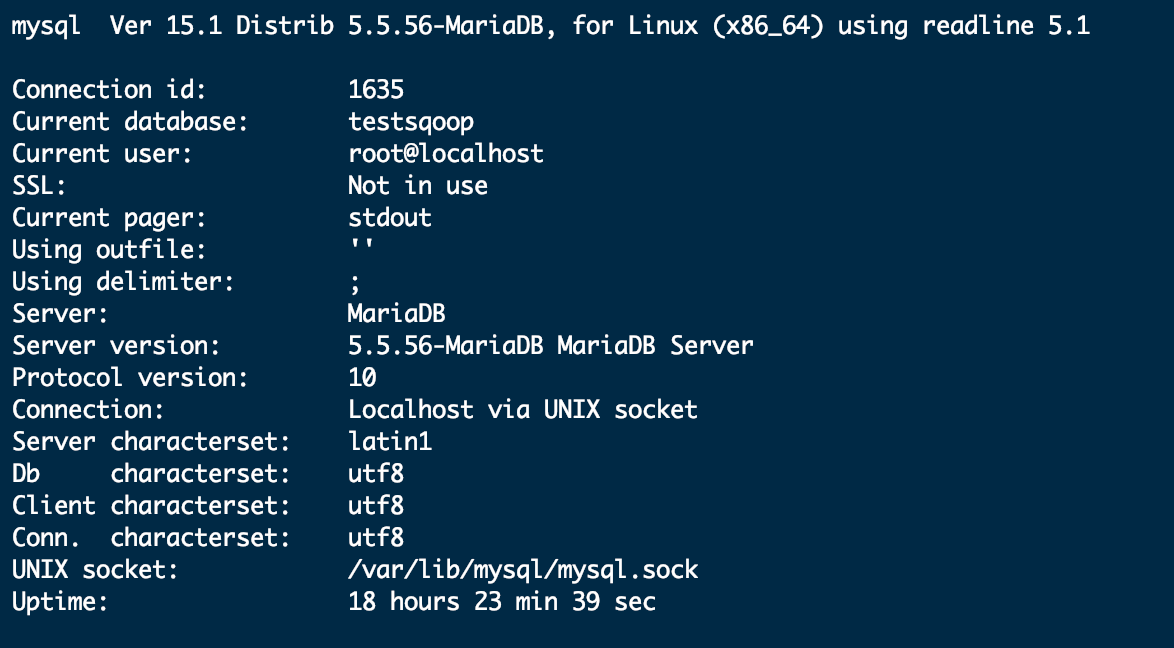 mysql  Ver 15.1 Distrib 5.5.56-MariaDB, for Linux (x86_64) using readline 5.1
Connection id:          1635
Current database:       testsqoop
Current user:           root@localhost
SSL:                    Not in use
Current pager:          stdout
Using outfile:          ''
Using delimiter:        ;
Server:                 MariaDB
Server version:         5.5.56-MariaDB MariaDB Server
Protocol version:       10
Connection:             Localhost via UNIX socket
Server characterset:    latin1
Db     characterset:    utf8
Client characterset:    utf8
Conn.  characterset:    utf8
UNIX socket:            /var/lib/mysql/mysql.sock
Uptime:                 18 hours 23 min 39 sec